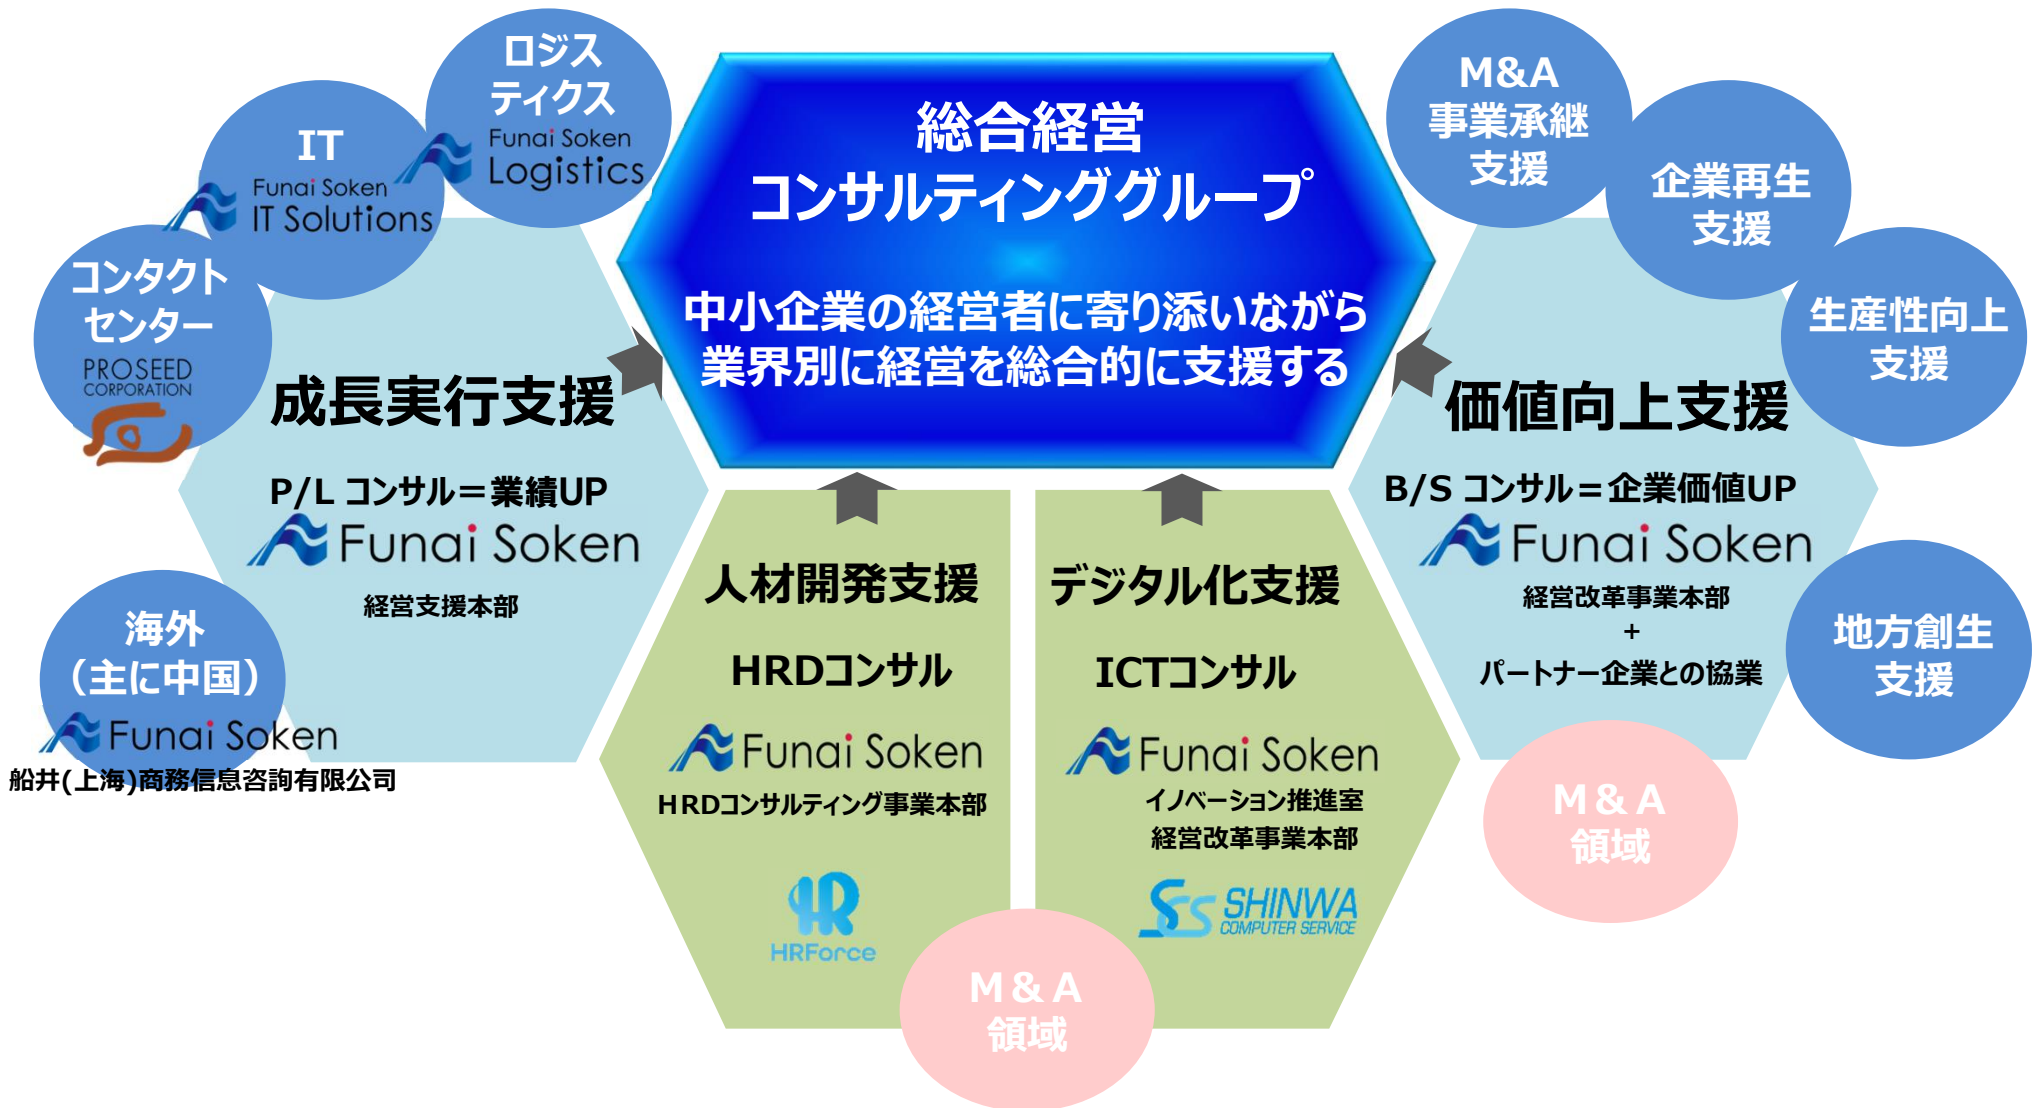 ロジス
ティクス
Funai Soken
Logistics
IT
Funai Soken
IT Solutions
コンタクト
センター
PROSEED
CORPORATION
総合経営
コンサルティンググループ
中小企業の経営者に寄り添いながら
業界別に経営を総合的に支援する
M&A
事業承継
支援
企業再生
支援
生産性向上
支援
成長実行支援
P/L コンサル＝業績UP
Funai Soken
経営支援本部
海外
（主に中国）
Funai Soken
船井(上海)商務信息咨詢有限公司
人材開発支援
HRDコンサル
Funai Soken
HRDコンサルティング事業本部
HR
HRForce
デジタル化支援
ICTコンサル
Funai Soken
イノベーション推進室
経営改革事業本部
SCS SHINWA
COMPUTER SERVICE
価値向上支援
B/S コンサル＝企業価値UP
Funai Soken
経営改革事業本部
+
パートナー企業との協業
地方創生
支援
M＆A
領域
M＆A
領域